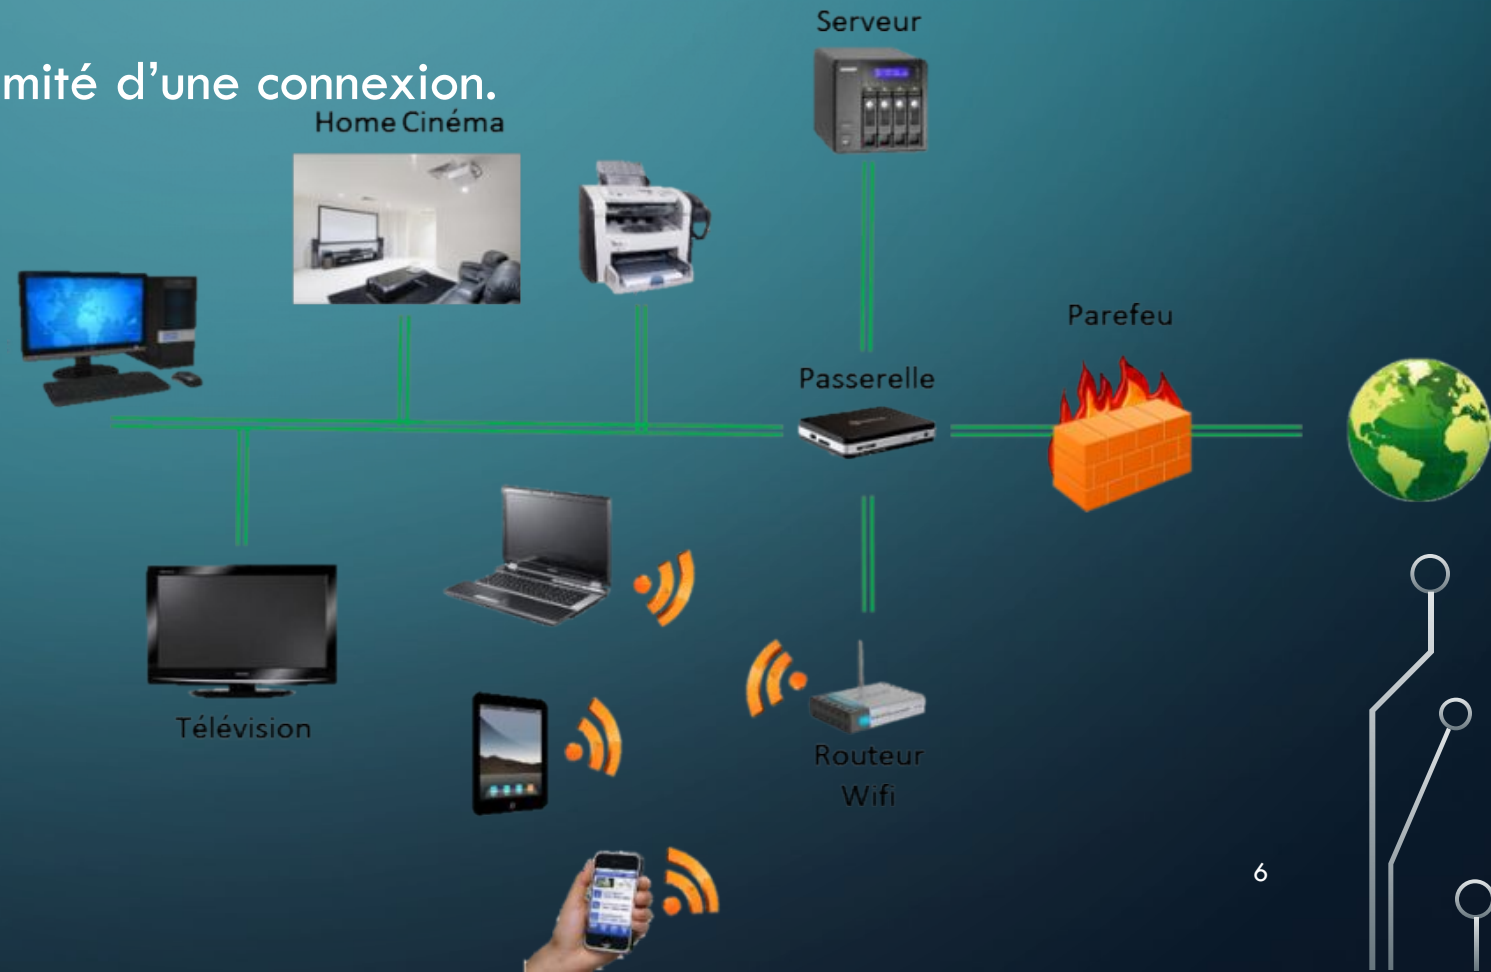 Serveur
mité d'une connexion.
Home Cinéma
Parefeu
Passerelle
Télévision
Routeur
Wifi
6